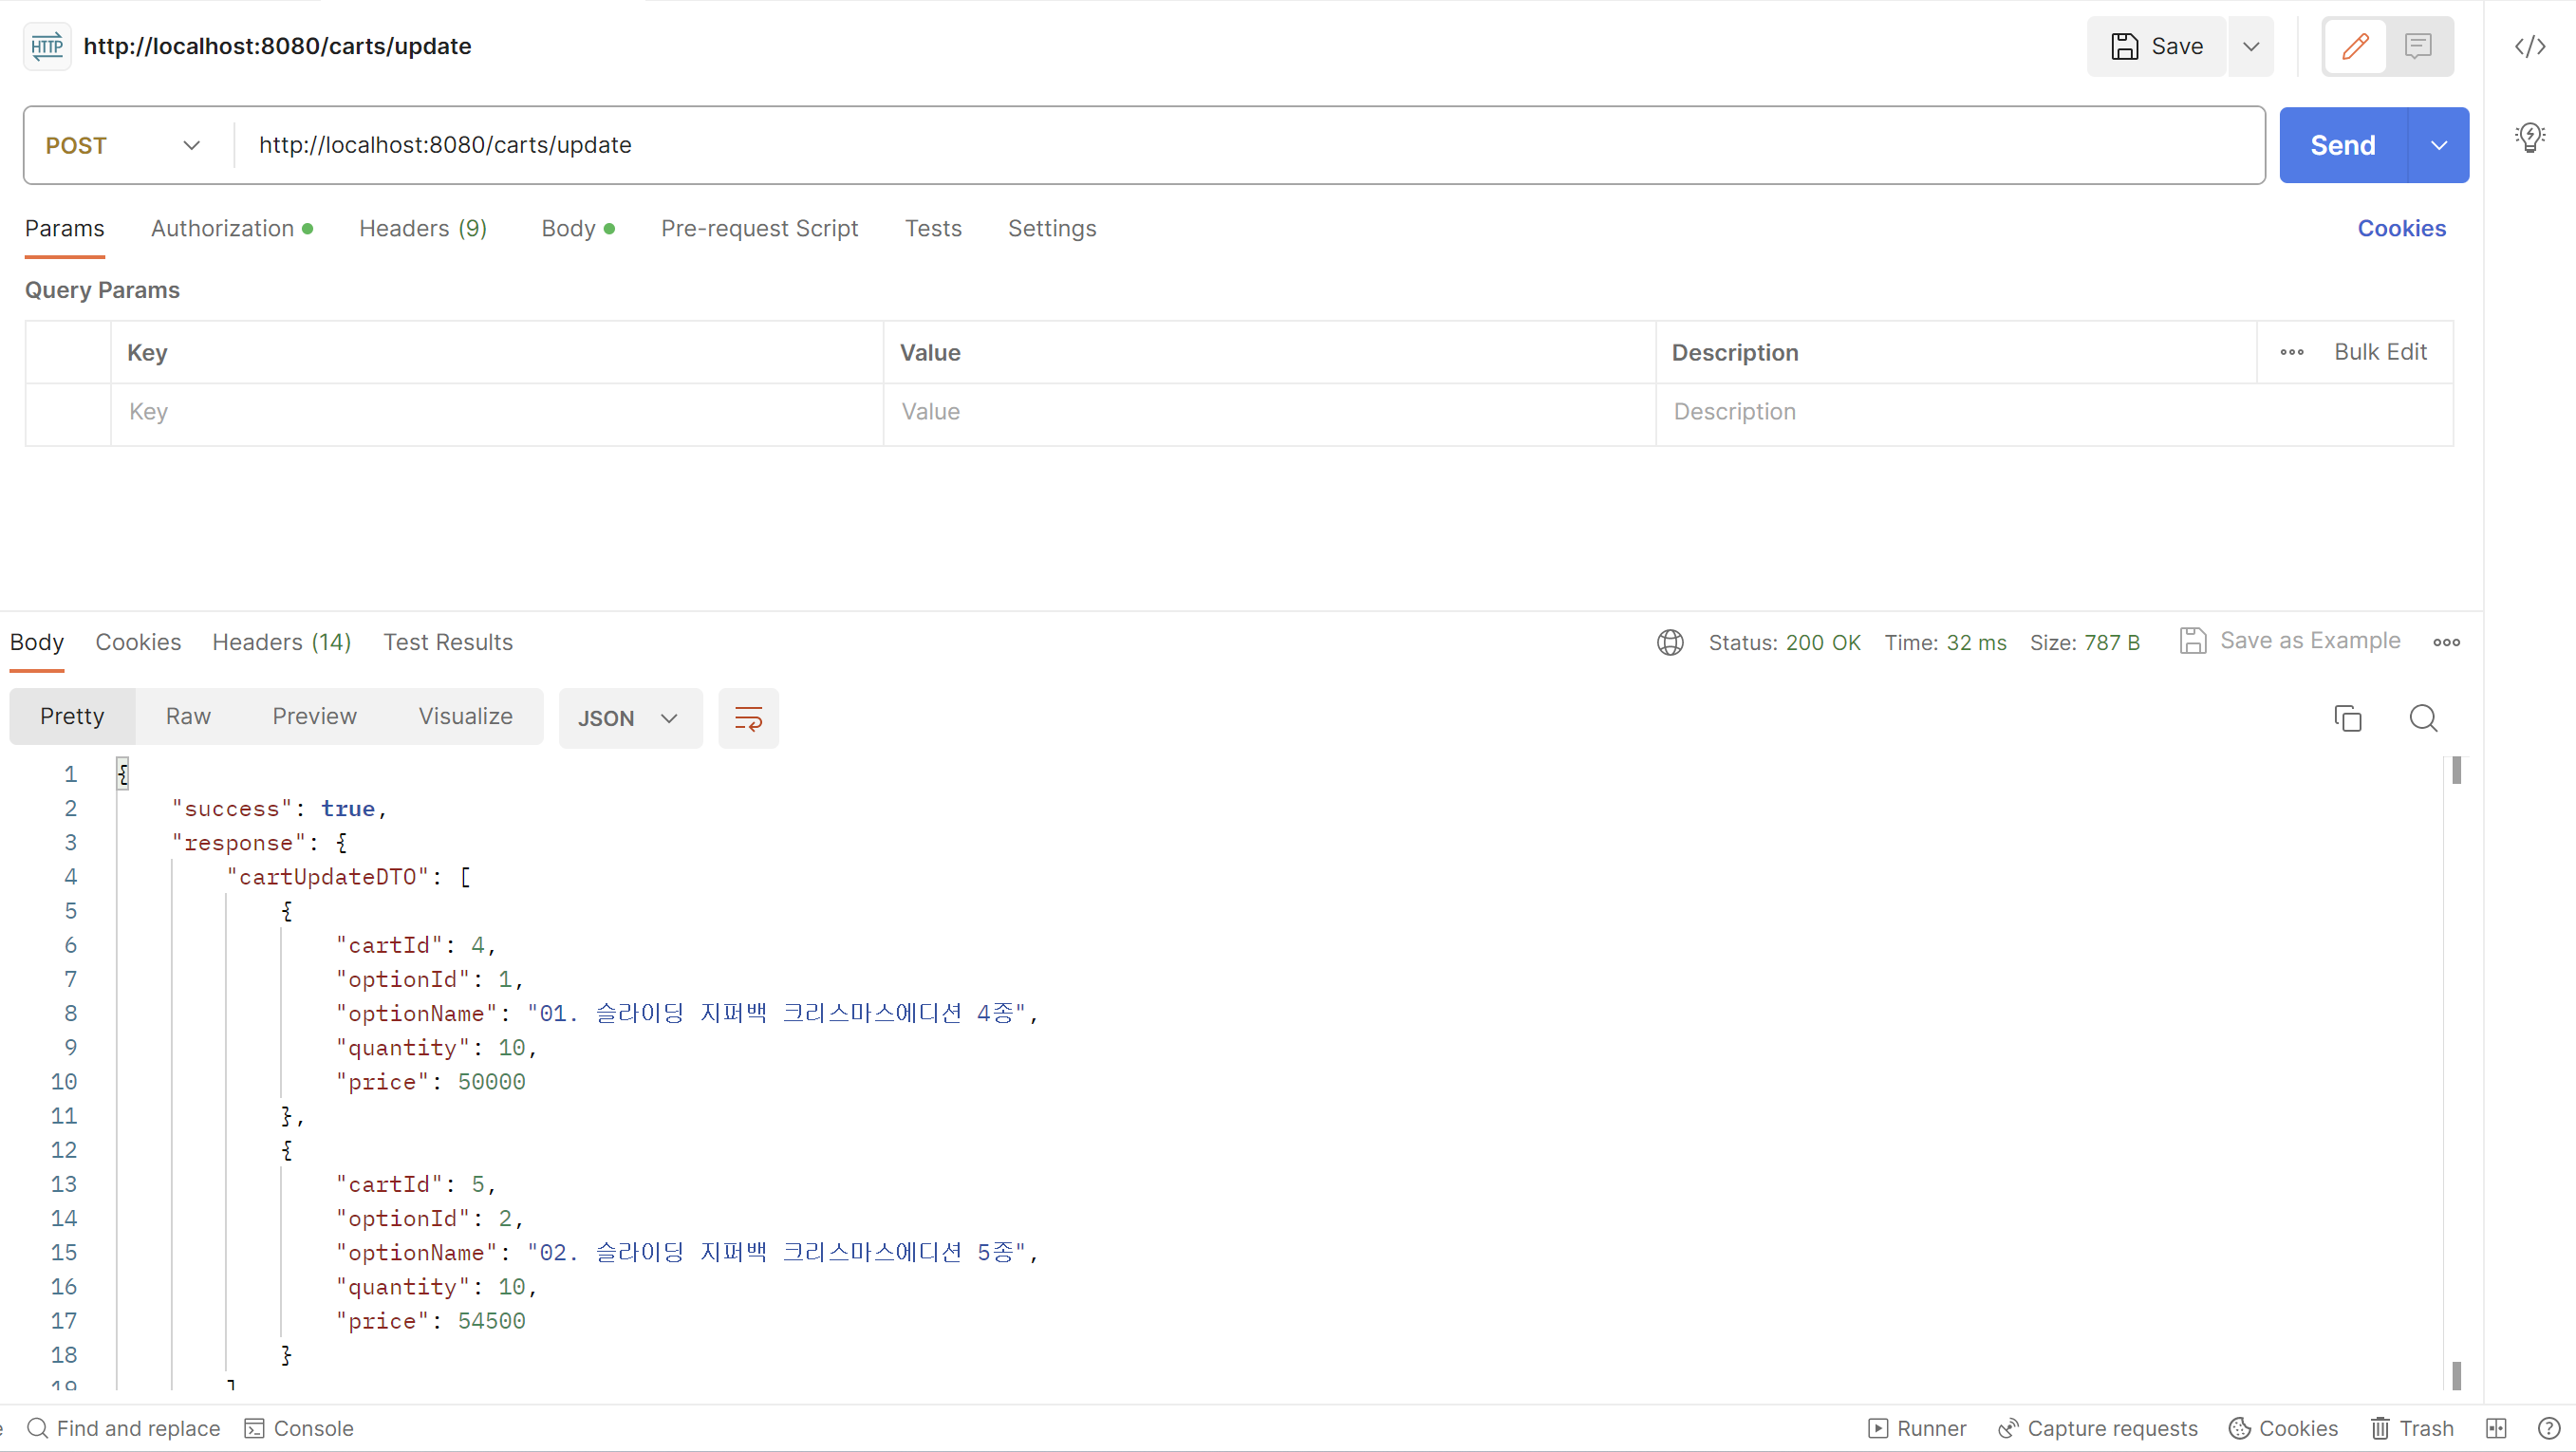 HTTP http://localhost:8080/carts/update Save
POST http://localhost:8080/carts/update Send
Params Authorization Headers (9) Body Pre-request Script Tests Settings Cookies
Query Params
Key Value Description Bulk Edit
Key Value Description
Body Cookies Headers (14) Test Results Status: 200 OK Time: 32 ms Size: 787 B Save as Example
Pretty Raw Preview Visualize JSON
1 {
2 "success": true,
3 "response": {
4 "cartUpdateDTO": [
5 {
6 "cartId": 4,
7 "optionId": 1,
8 "optionName": "01. 슬라이딩 지퍼백 크리스마스에디션 4종",
9 "quantity": 10,
10 "price": 50000
11 },
12 {
13 "cartId": 5,
14 "optionId": 2,
15 "optionName": "02. 슬라이딩 지퍼백 크리스마스에디션 5종",
16 "quantity": 10,
17 "price": 54500
18 }
19 ]
Find and replace Console Runner Capture requests Cookies Trash